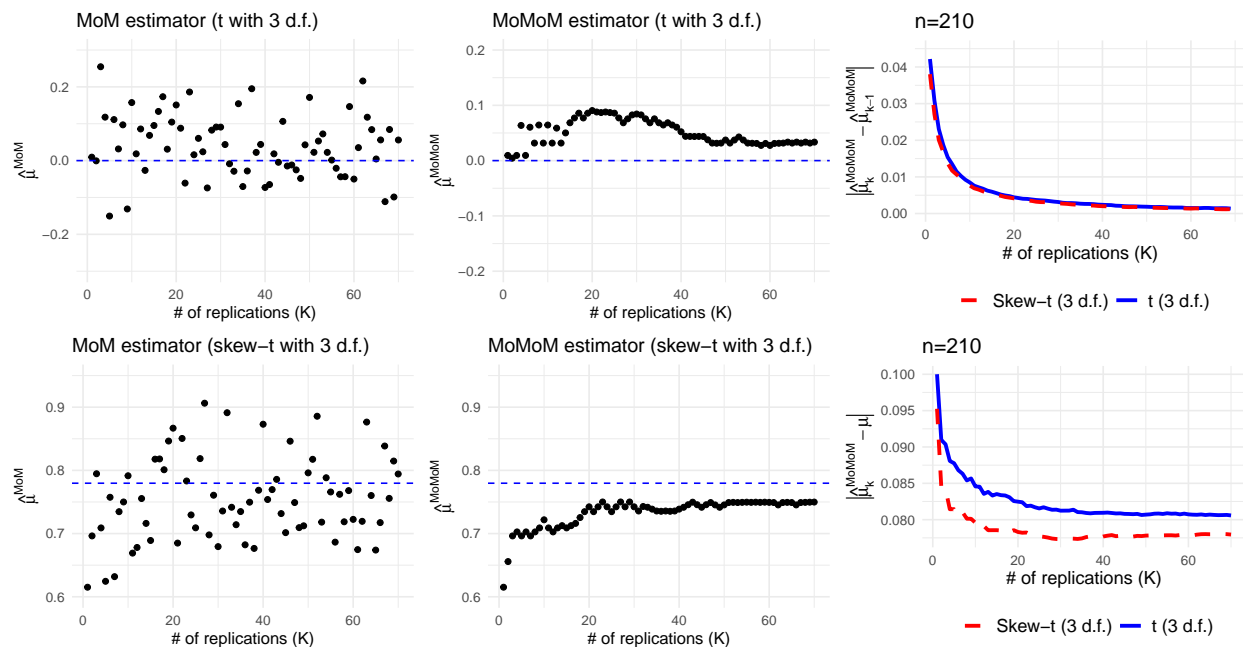 MoM estimator (t with 3 d.f.)
μ̂^MoM
0.2
0.0
−0.2
0 20 40 60
# of replications (K)
MoMoM estimator (t with 3 d.f.)
μ̂^MoMoM
0.2
0.1
0.0
−0.1
−0.2
0 20 40 60
# of replications (K)
n=210
|μ̂_k^MoMoM − μ̂_{k−1}^MoMoM|
0.04
0.03
0.02
0.01
0.00
0 20 40 60
# of replications (K)
Skew−t (3 d.f.) t (3 d.f.)
MoM estimator (skew−t with 3 d.f.)
μ̂^MoM
0.9
0.8
0.7
0.6
0 20 40 60
# of replications (K)
MoMoM estimator (skew−t with 3 d.f.)
μ̂^MoMoM
0.9
0.8
0.7
0.6
0 20 40 60
# of replications (K)
n=210
|μ̂_k^MoMoM − μ|
0.100
0.095
0.090
0.085
0.080
0 20 40 60
# of replications (K)
Skew−t (3 d.f.) t (3 d.f.)